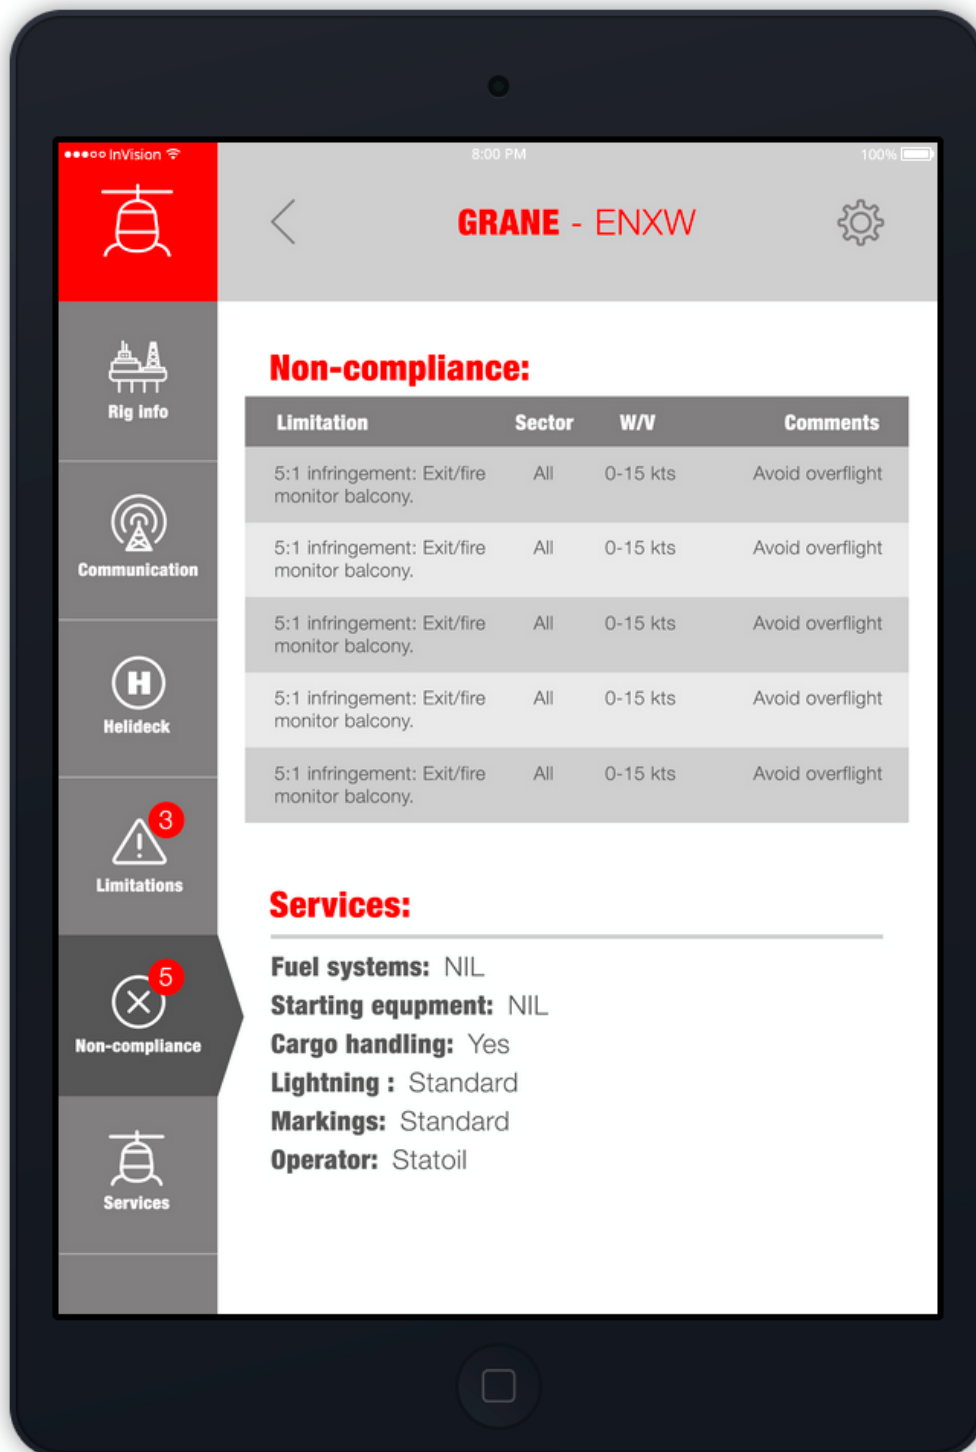 InVision
8:00 PM
100%
GRANE - ENXW
Rig info
Communication
H
Helideck
3
Limitations
5
Non-compliance
Services
Non-compliance:
Limitation Sector W/V Comments
5:1 infringement: Exit/fire All 0-15 kts Avoid overflight
monitor balcony.
5:1 infringement: Exit/fire All 0-15 kts Avoid overflight
monitor balcony.
5:1 infringement: Exit/fire All 0-15 kts Avoid overflight
monitor balcony.
5:1 infringement: Exit/fire All 0-15 kts Avoid overflight
monitor balcony.
5:1 infringement: Exit/fire All 0-15 kts Avoid overflight
monitor balcony.
Services:
Fuel systems: NIL
Starting equpment: NIL
Cargo handling: Yes
Lightning : Standard
Markings: Standard
Operator: Statoil